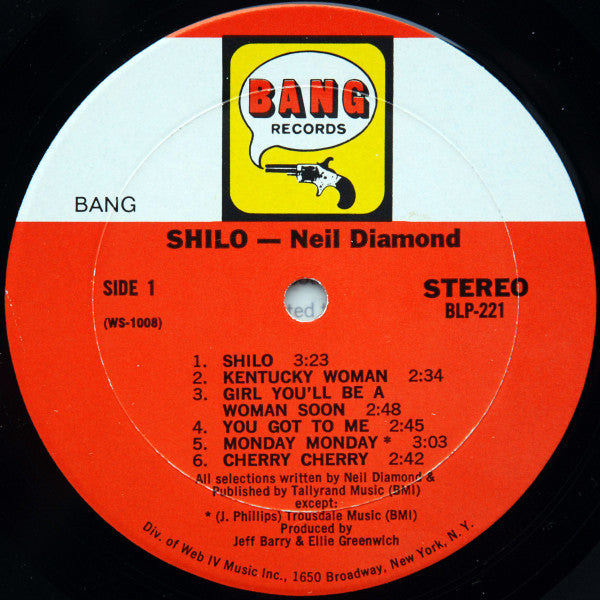 BANG
RECORDS
BANG
SHILO — Neil Diamond
SIDE 1
STEREO
(WS-1008)
BLP-221
ted
1. SHILO 3:23
2. KENTUCKY WOMAN 2:34
3. GIRL YOU'LL BE A
WOMAN SOON 2:48
4. YOU GOT TO ME 2:45
5. MONDAY MONDAY * 3:03
6. CHERRY CHERRY 2:42
All selections written by Neil Diamond &
Published by Tallyrand Music (BMI)
except:
* (J. Phillips) Trousdale Music (BMI)
Produced by
Jeff Barry & Ellie Greenwich
Div. of Web IV Music Inc., 1650 Broadway, New York, N. Y.